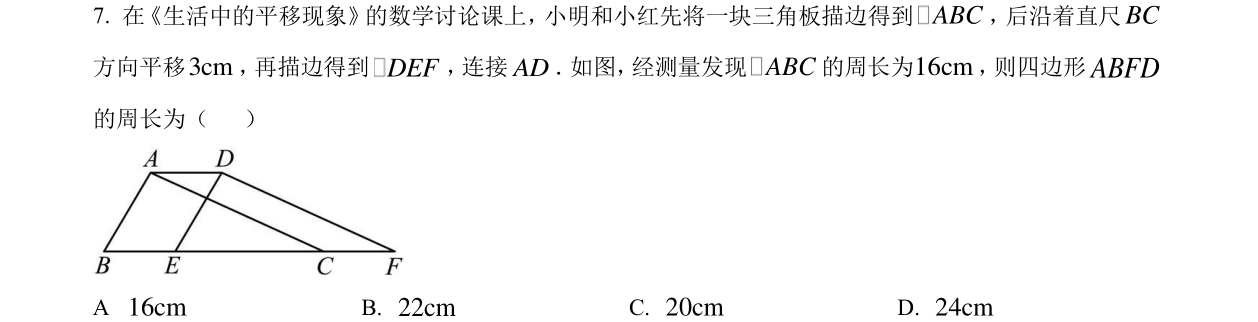 7. 在《生活中的平移现象》的数学讨论课上，小明和小红先将一块三角板描边得到□ABC，后沿着直尺BC
方向平移3cm，再描边得到□DEF，连接AD．如图，经测量发现□ABC的周长为16cm，则四边形ABFD
的周长为（　　）
A D
B E C F
A 16cm B. 22cm C. 20cm D. 24cm